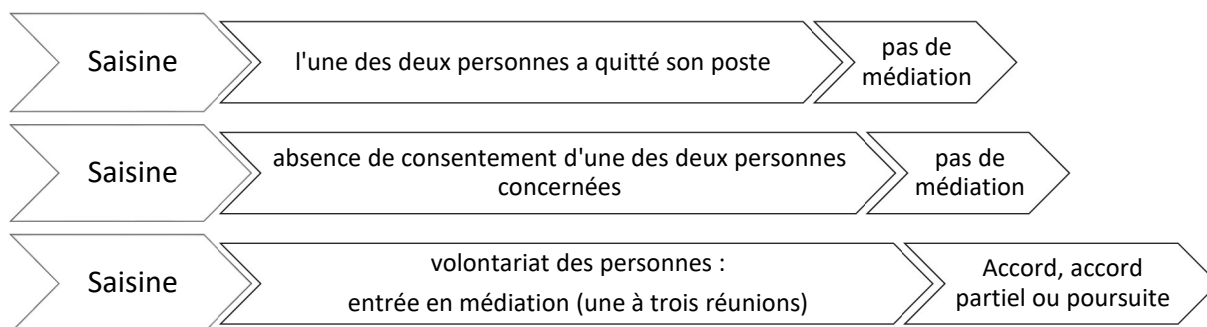 Saisine
l'une des deux personnes a quitté son poste
pas de
médiation
Saisine
absence de consentement d'une des deux personnes
concernées
pas de
médiation
Saisine
volontariat des personnes :
entrée en médiation (une à trois réunions)
Accord, accord
partiel ou poursuite